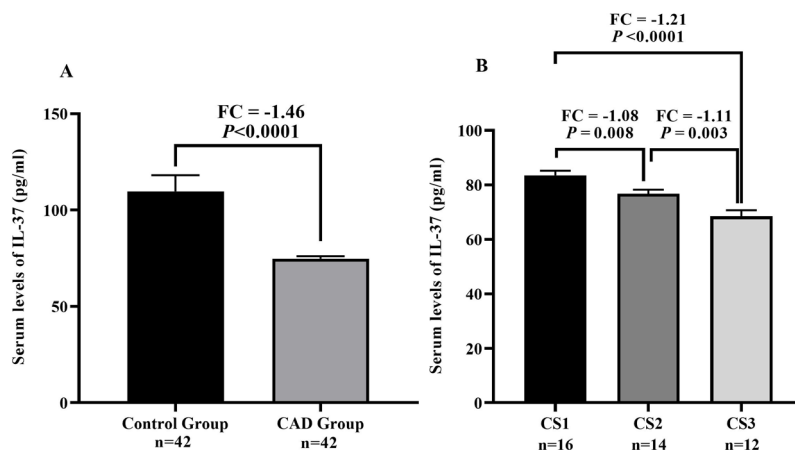 A
FC = -1.46
P<0.0001
Serum levels of IL-37 (pg/ml)
150
100
50
0
Control Group
n=42
CAD Group
n=42
B
FC = -1.21
P <0.0001
FC = -1.08
P = 0.008
FC = -1.11
P = 0.003
Serum levels of IL-37 (pg/ml)
100
80
60
40
20
0
CS1
n=16
CS2
n=14
CS3
n=12